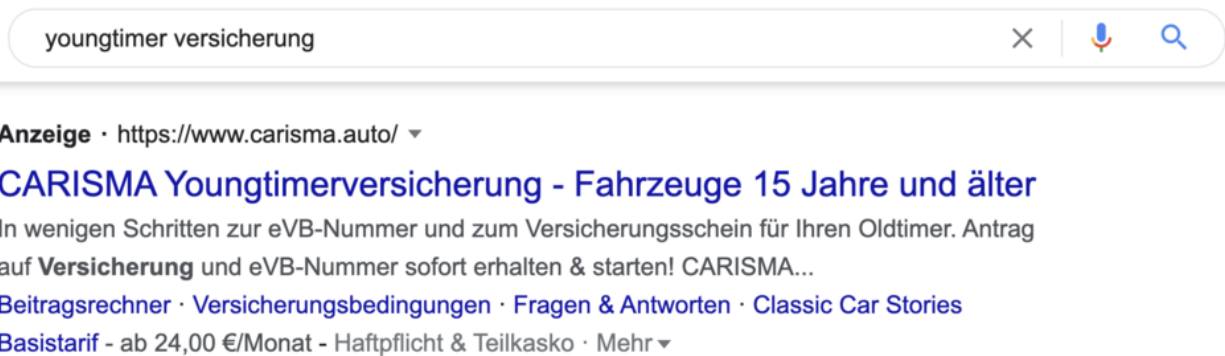 youngtimer versicherung
Anzeige · https://www.carisma.auto/
CARISMA Youngtimerversicherung - Fahrzeuge 15 Jahre und älter
In wenigen Schritten zur eVB-Nummer und zum Versicherungsschein für Ihren Oldtimer. Antrag
auf Versicherung und eVB-Nummer sofort erhalten & starten! CARISMA...
Beitragsrechner · Versicherungsbedingungen · Fragen & Antworten · Classic Car Stories
Basistarif - ab 24,00 €/Monat - Haftpflicht & Teilkasko · Mehr